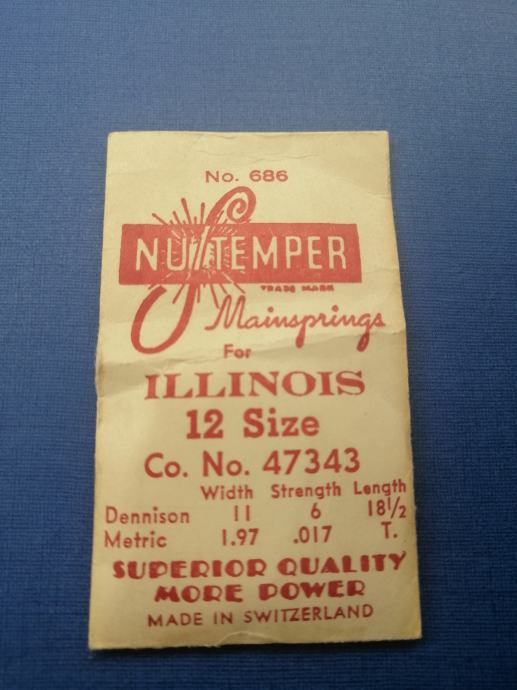 No. 686
NU/TEMPER
TRADE MARK
Mainsprings
For
ILLINOIS
12 Size
Co. No. 47343
Width Strength Length
Dennison 11 6 18½
Metric 1.97 .017 T.
SUPERIOR QUALITY
MORE POWER
MADE IN SWITZERLAND